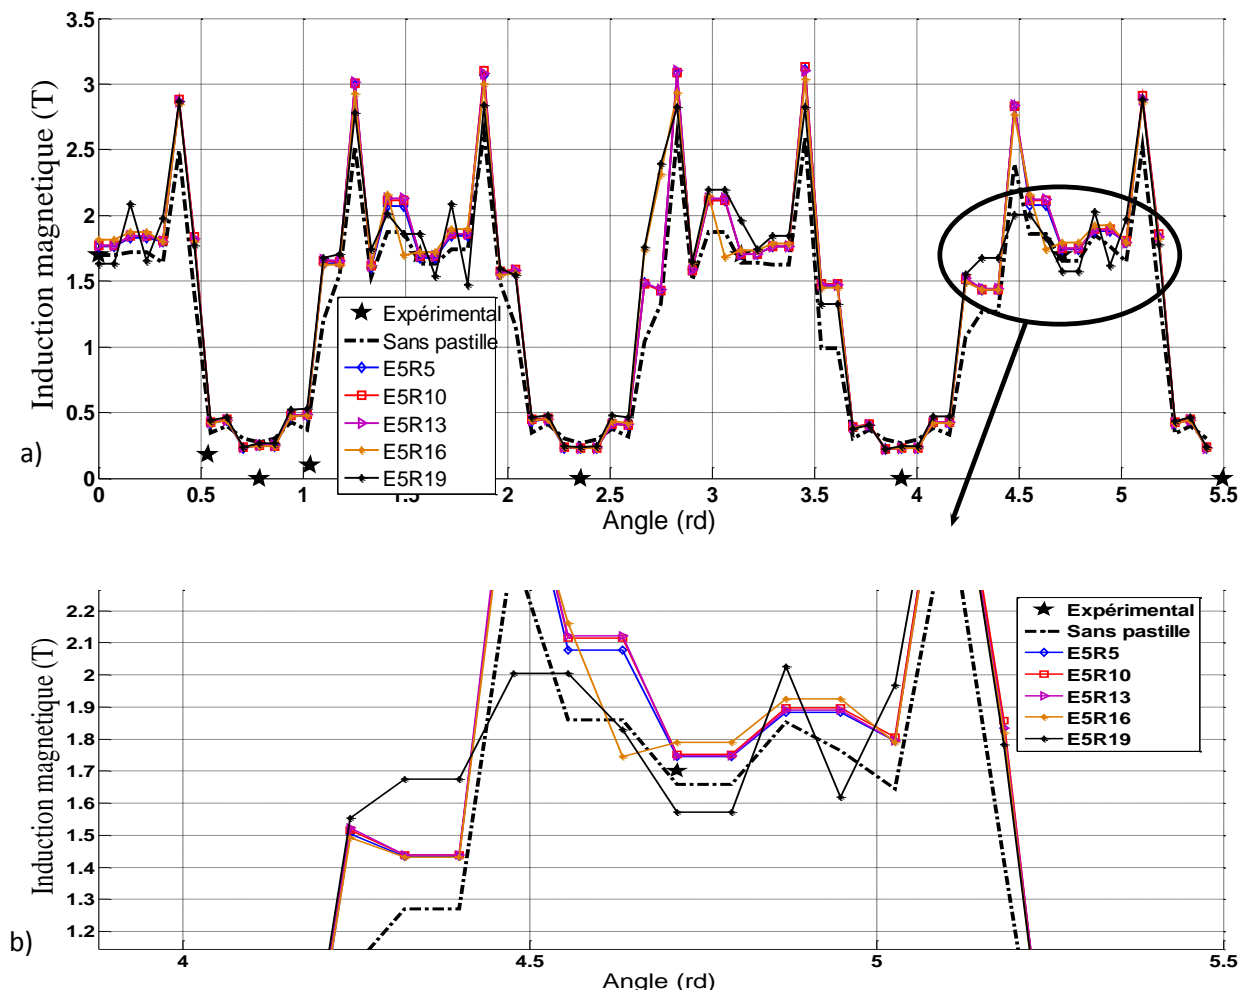 3.5
3
2.5
2
1.5
1
0.5
0
Induction magnetique (T)
a)
Expérimental
Sans pastille
E5R5
E5R10
E5R13
E5R16
E5R19
0 0.5 1 1.5 2 2.5 3 3.5 4 4.5 5 5.5
Angle (rd)
2.2
2.1
2
1.9
1.8
1.7
1.6
1.5
1.4
1.3
1.2
Induction magnetique (T)
b)
Expérimental
Sans pastille
E5R5
E5R10
E5R13
E5R16
E5R19
4 4.5 5 5.5
Angle (rd)